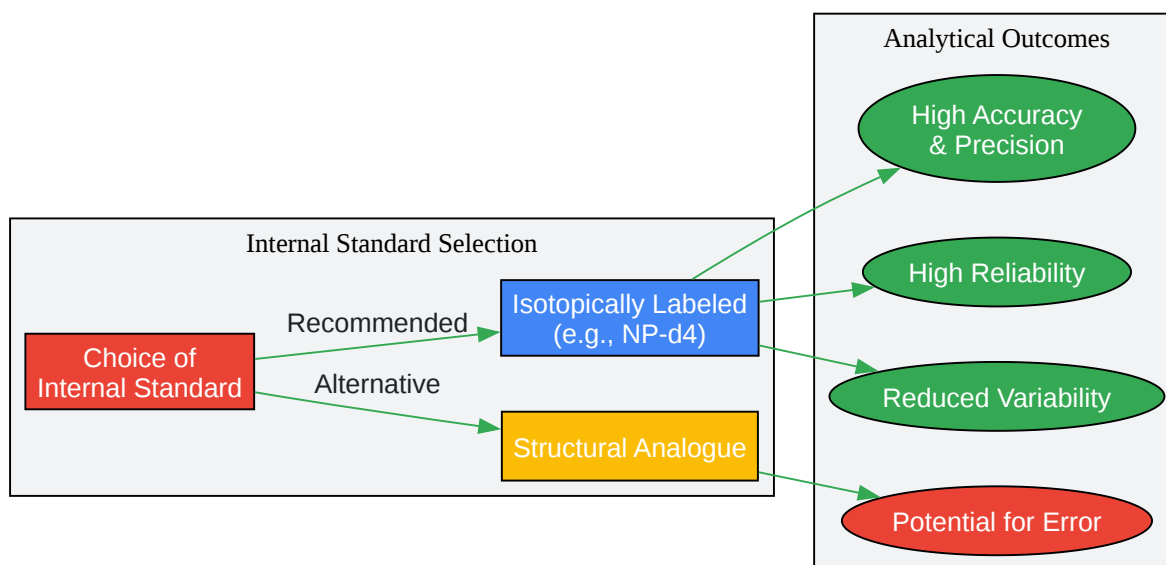 Analytical Outcomes
High Accuracy
& Precision
Internal Standard Selection
High Reliability
Isotopically Labeled
(e.g., NP-d4)
Recommended
Choice of
Internal Standard
Alternative
Reduced Variability
Structural Analogue
Potential for Error